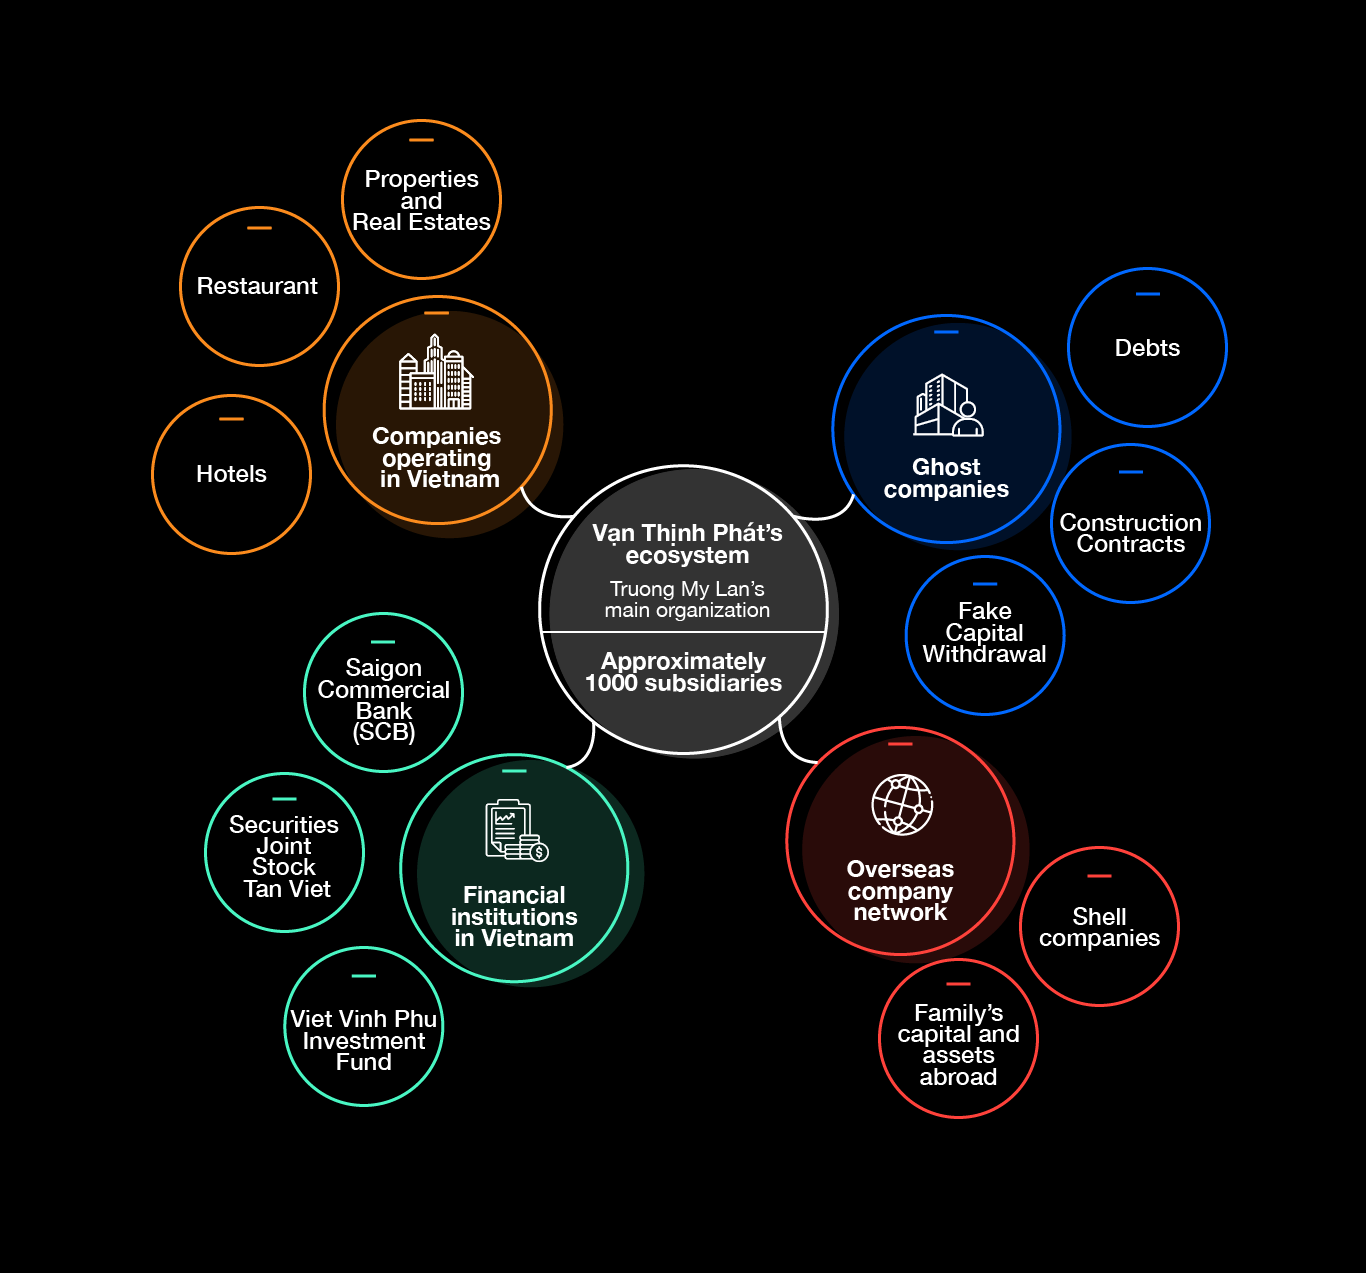 Properties
and
Real Estates
Restaurant
Hotels
Companies
operating
in Vietnam
Debts
Construction
Contracts
Fake
Capital
Withdrawal
Ghost
companies
Vạn Thịnh Phát’s
ecosystem
Truong My Lan’s
main organization
Approximately
1000 subsidiaries
Saigon
Commercial
Bank
(SCB)
Securities
Joint
Stock
Tan Viet
Viet Vinh Phu
Investment
Fund
Financial
institutions
in Vietnam
$
Overseas
company
network
Shell
companies
Family’s
capital and
assets
abroad